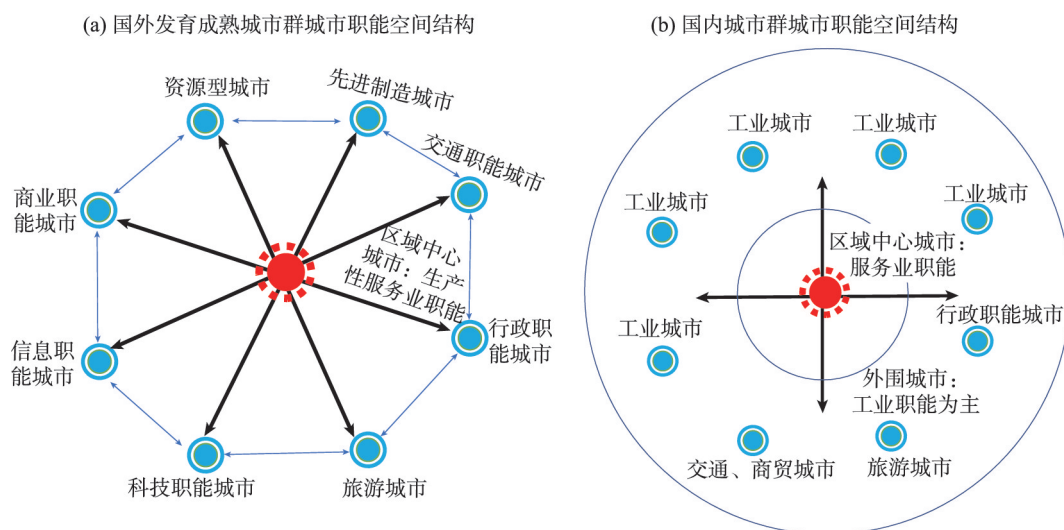 (a) 国外发育成熟城市群城市职能空间结构
资源型城市
先进制造城市
交通职能城市
商业职
能城市
区域中心
城市：生产
性服务业职能
信息职
能城市
行政职
能城市
科技职能城市
旅游城市
(b) 国内城市群城市职能空间结构
工业城市
工业城市
工业城市
工业城市
区域中心城市：
服务业职能
工业城市
行政职能城市
外围城市：
工业职能为主
交通、商贸城市
旅游城市